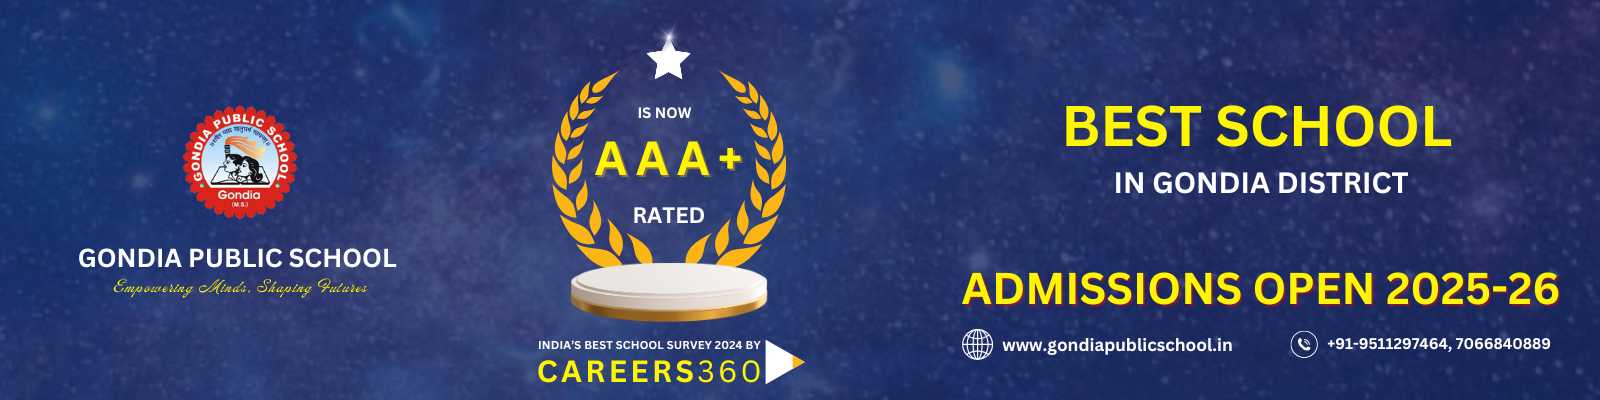 GONDIA PUBLIC SCHOOL
Gondia
(M.S.)
GONDIA PUBLIC SCHOOL
Empowering Minds, Shaping Futures
IS NOW
AAA+
RATED
INDIA'S BEST SCHOOL SURVEY 2024 BY
CAREERS360
BEST SCHOOL
IN GONDIA DISTRICT
ADMISSIONS OPEN 2025-26
www.gondiapublicschool.in
+91-9511297464, 7066840889